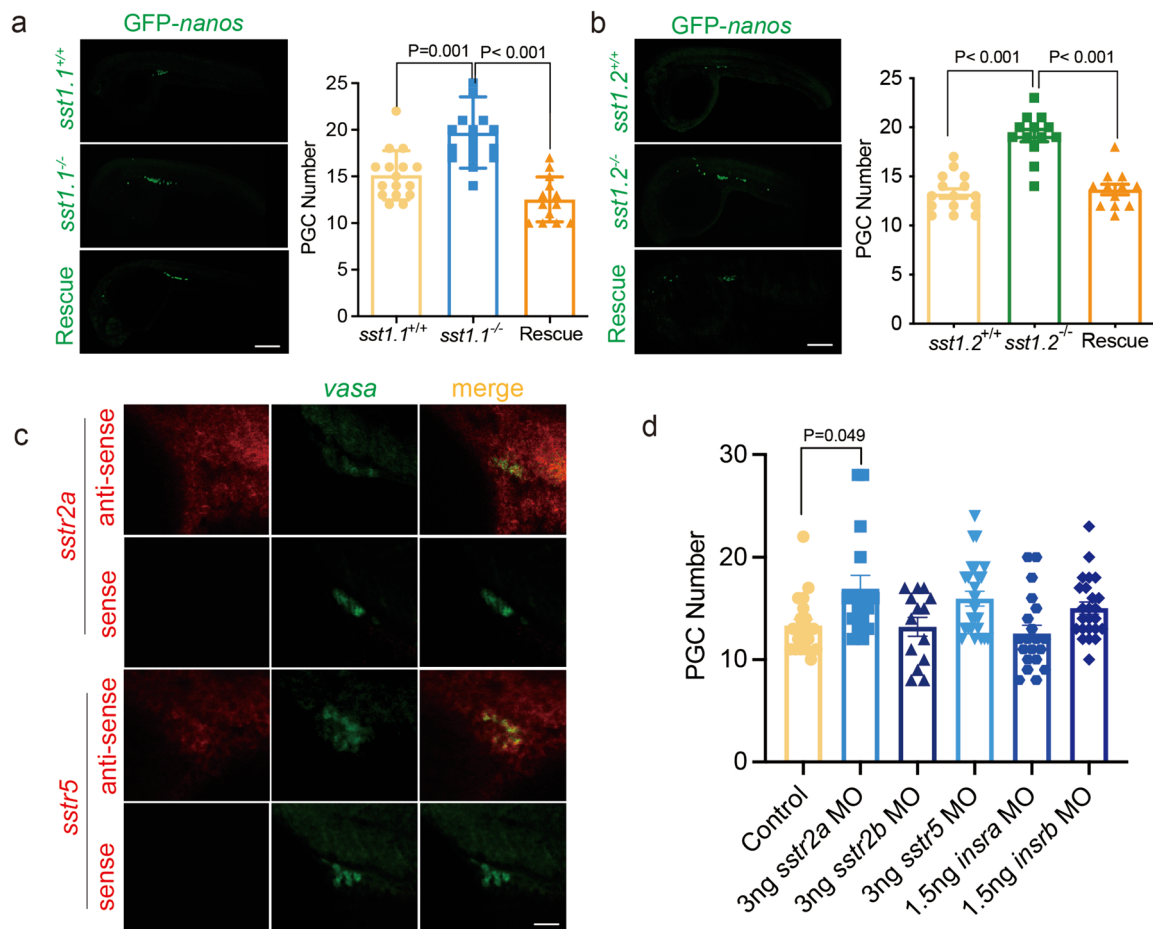 a
GFP-nanos
sst1.1+/+
sst1.1-/-
Rescue
P=0.001
P< 0.001
PGC Number
25
20
15
10
5
0
sst1.1+/+
sst1.1-/-
Rescue
b
GFP-nanos
sst1.2+/+
sst1.2-/-
Rescue
P< 0.001
P< 0.001
PGC Number
25
20
15
10
5
0
sst1.2+/+
sst1.2-/-
Rescue
c
vasa
merge
sstr2a
anti-sense
sense
sstr5
anti-sense
sense
d
P=0.049
PGC Number
30
20
10
0
Control
3ng sstr2a MO
3ng sstr2b MO
3ng sstr5 MO
1.5ng insra MO
1.5ng insrb MO